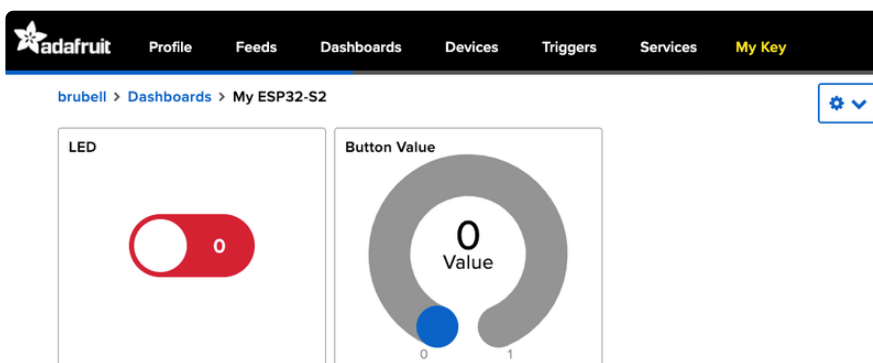 adafruit Profile Feeds Dashboards Devices Triggers Services My Key
brubell > Dashboards > My ESP32-S2
LED Button Value
0 0
Value
0 1